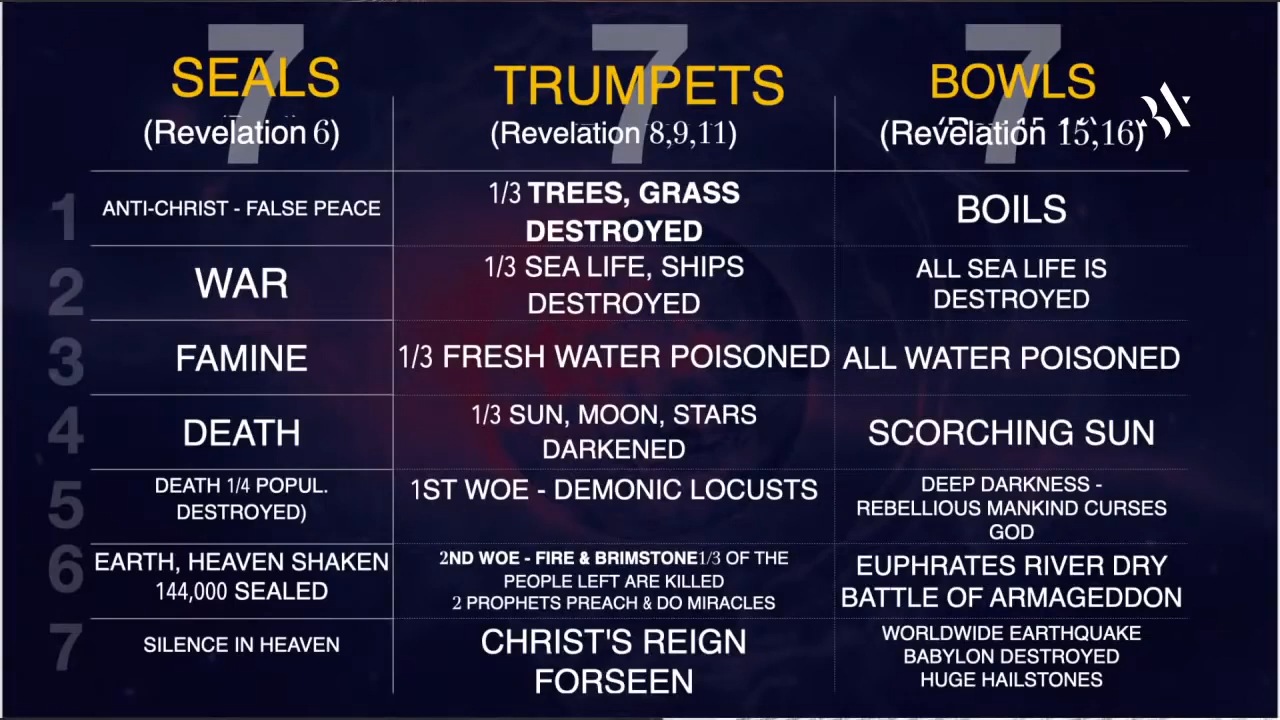 7 7 7
SEALS TRUMPETS BOWLS
(Revelation 6) (Revelation 8,9,11) (Revelation 15,16)
1
ANTI-CHRIST - FALSE PEACE
1/3 TREES, GRASS
DESTROYED
BOILS
2
WAR
1/3 SEA LIFE, SHIPS
DESTROYED
ALL SEA LIFE IS
DESTROYED
3
FAMINE
1/3 FRESH WATER POISONED
ALL WATER POISONED
4
DEATH
1/3 SUN, MOON, STARS
DARKENED
SCORCHING SUN
5
DEATH 1/4 POPUL.
DESTROYED)
1ST WOE - DEMONIC LOCUSTS
DEEP DARKNESS -
REBELLIOUS MANKIND CURSES
GOD
6
EARTH, HEAVEN SHAKEN
144,000 SEALED
2ND WOE - FIRE & BRIMSTONE1/3 OF THE
PEOPLE LEFT ARE KILLED
2 PROPHETS PREACH & DO MIRACLES
EUPHRATES RIVER DRY
BATTLE OF ARMAGEDDON
7
SILENCE IN HEAVEN
CHRIST'S REIGN
FORSEEN
WORLDWIDE EARTHQUAKE
BABYLON DESTROYED
HUGE HAILSTONES